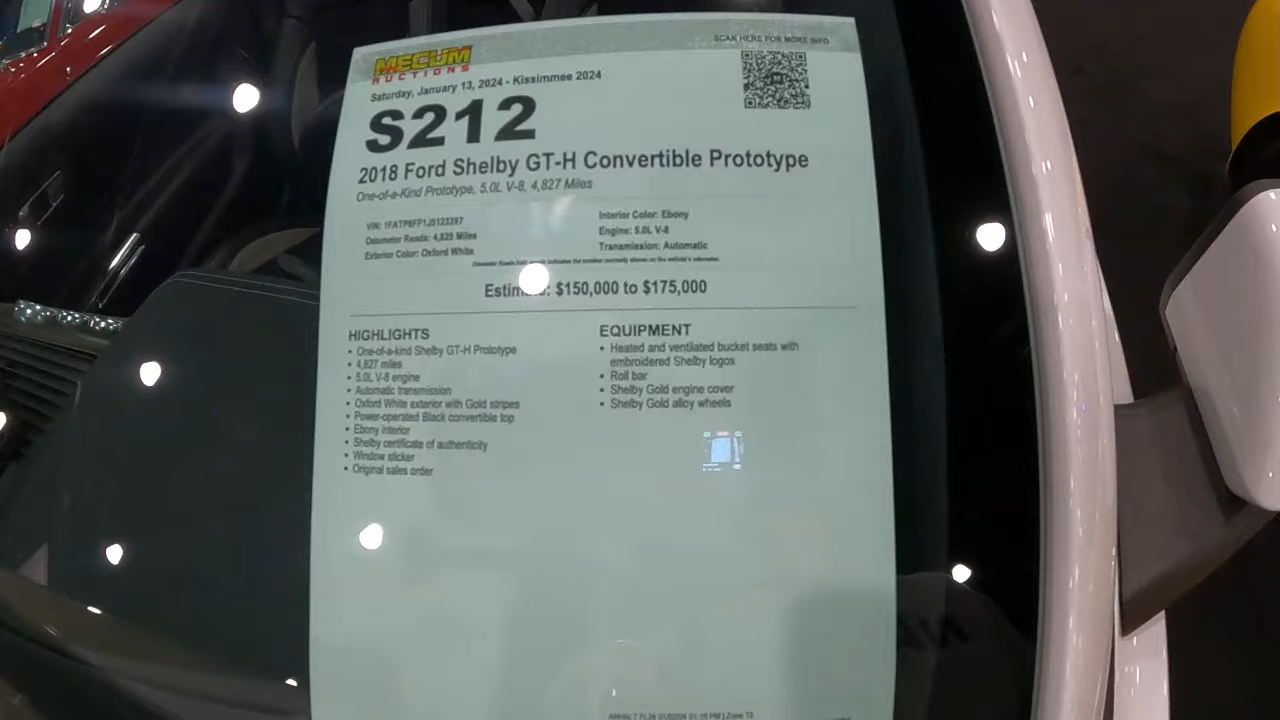 MECUM
AUCTIONS
SCAN HERE FOR MORE INFO
Saturday, January 13, 2024 - Kissimmee 2024
S212
2018 Ford Shelby GT-H Convertible Prototype
One-of-a-Kind Prototype, 5.0L V-8, 4,827 Miles
VIN: 1FATP8FF1J5123397
Odometer Reads: 4,829 Miles
Exterior Color: Oxford White
Interior Color: Ebony
Engine: 5.0L V-8
Transmission: Automatic
Estimate: $150,000 to $175,000
HIGHLIGHTS
• One-of-a-kind Shelby GT-H Prototype
• 4,827 miles
• 5.0L V-8 engine
• Automatic transmission
• Oxford White exterior with Gold stripes
• Power-operated Black convertible top
• Ebony interior
• Shelby certificate of authenticity
• Window sticker
• Original sales order
EQUIPMENT
• Heated and ventilated bucket seats with
embroidered Shelby logos
• Roll bar
• Shelby Gold engine cover
• Shelby Gold alloy wheels